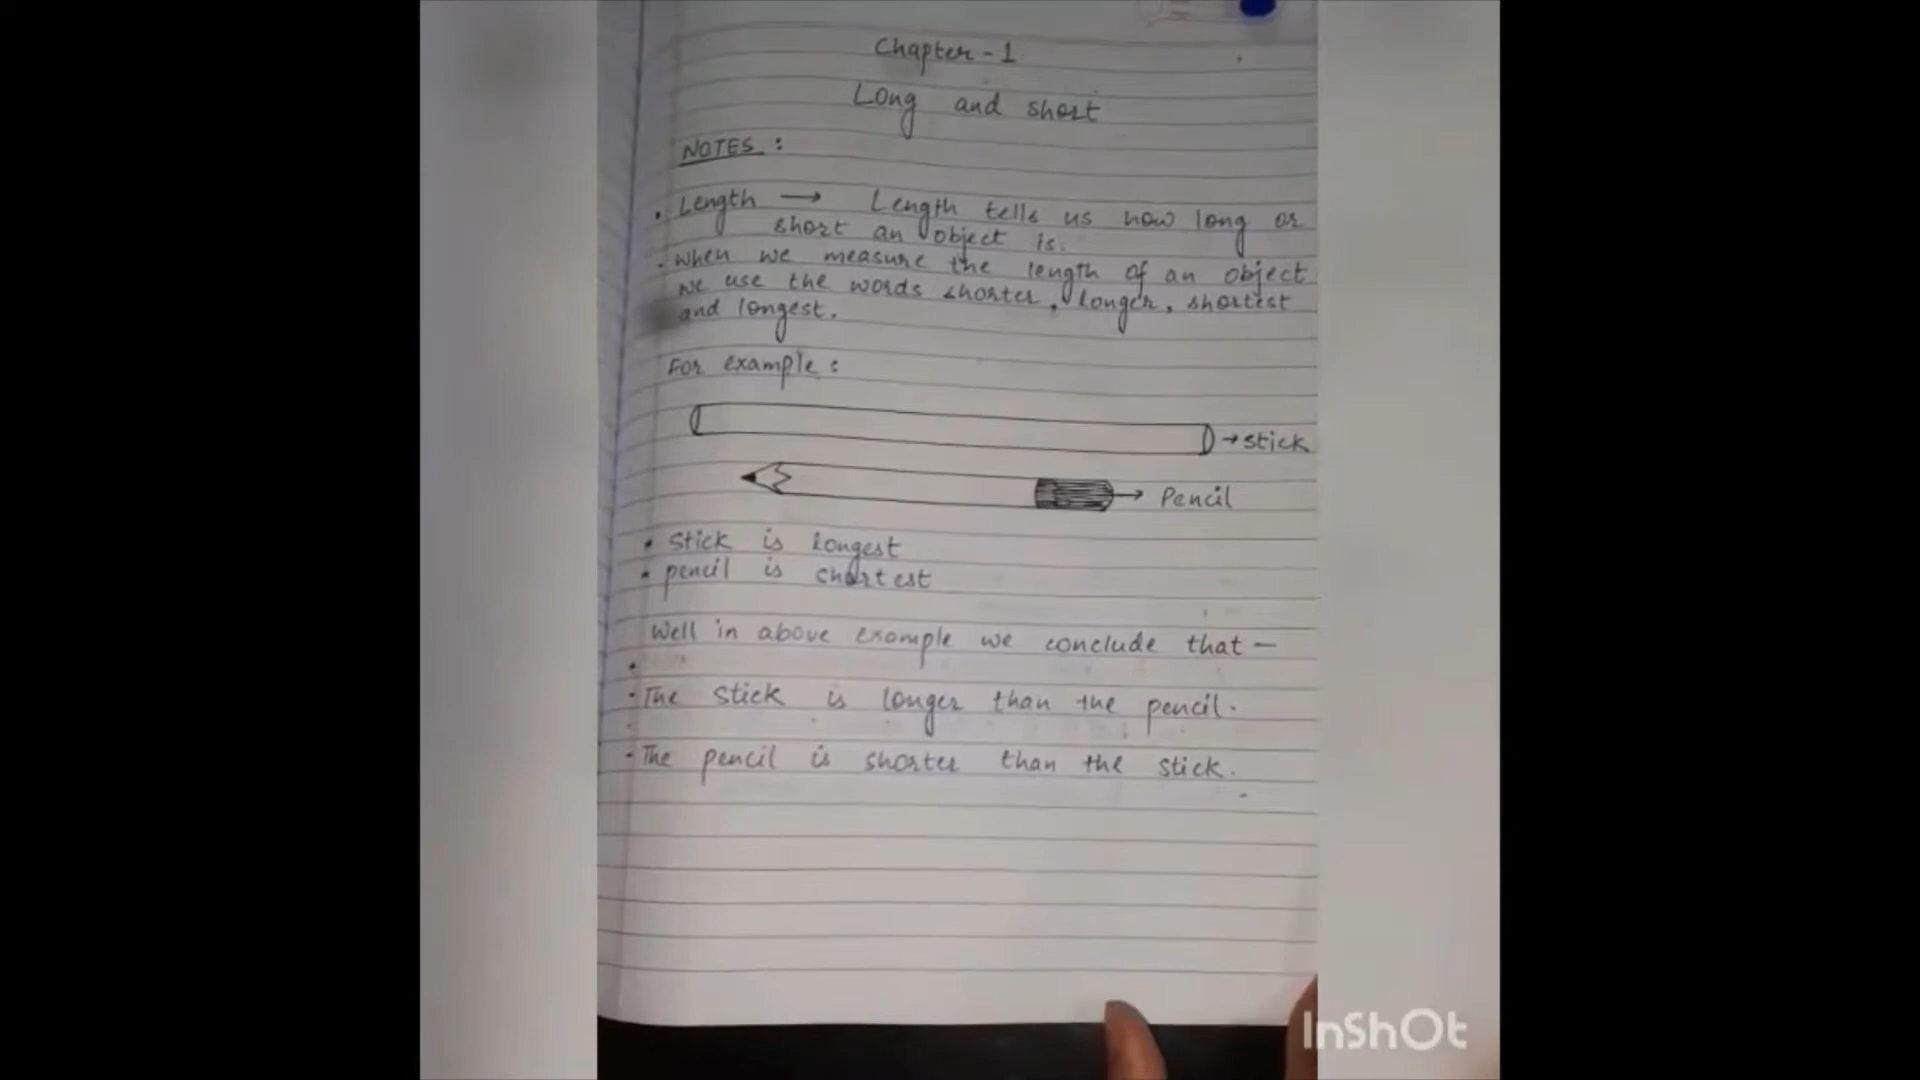 Chapter - 1
Long and short
NOTES :
• Length → Length tells us how long or
short an object is.
• when we measure the length of an object
we use the words shorter, longer, shortest
and longest.
For example :
→ stick
→ Pencil
• Stick is longest
• pencil is shortest
Well in above example we conclude that —
• The stick is longer than the pencil.
• The pencil is shorter than the stick.
InShOt